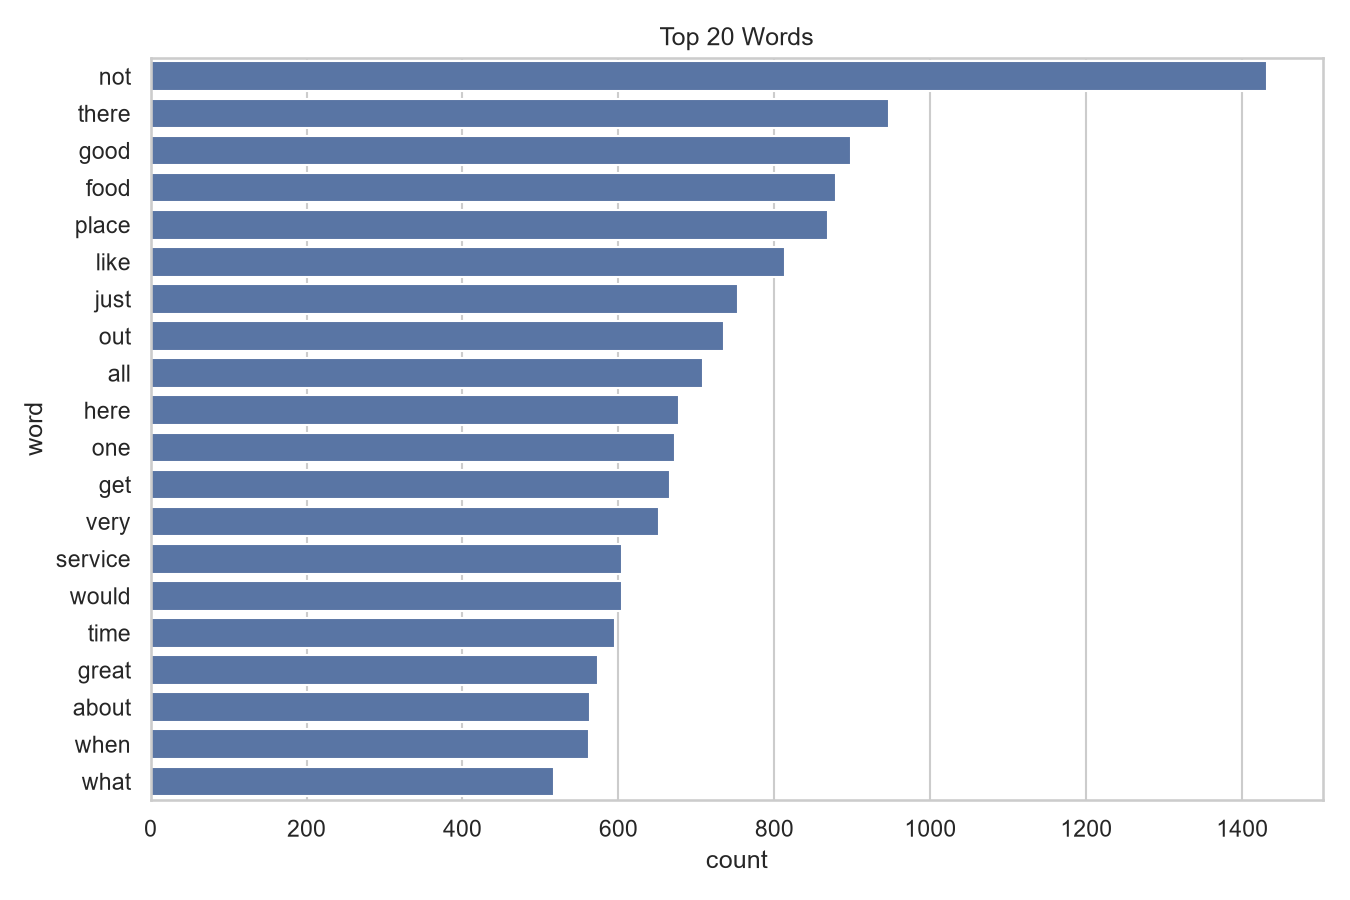 Top 20 Words
word
not
there
good
food
place
like
just
out
all
here
one
get
very
service
would
time
great
about
when
what
0 200 400 600 800 1000 1200 1400
count